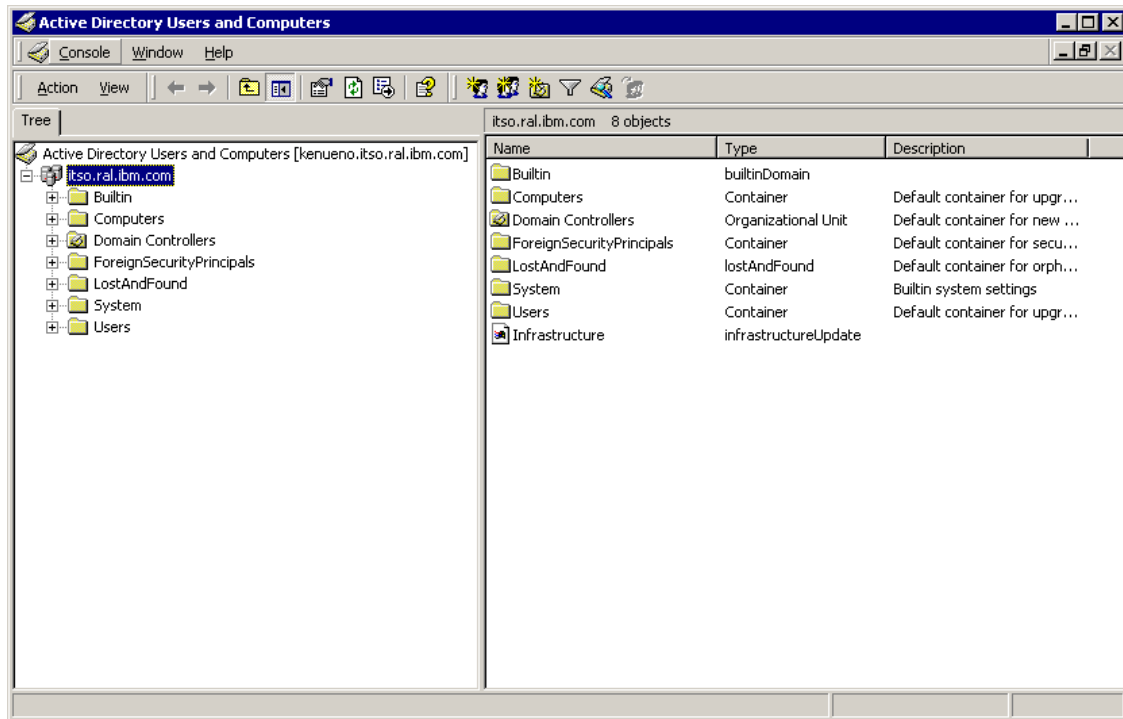 Active Directory Users and Computers
Console Window Help
Action View
Tree
itso.ral.ibm.com 8 objects
Active Directory Users and Computers [kenueno.itso.ral.ibm.com]
itso.ral.ibm.com
Builtin
Computers
Domain Controllers
ForeignSecurityPrincipals
LostAndFound
System
Users
Name Type Description
Builtin builtinDomain
Computers Container Default container for upgr...
Domain Controllers Organizational Unit Default container for new ...
ForeignSecurityPrincipals Container Default container for secu...
LostAndFound lostAndFound Default container for orph...
System Container Builtin system settings
Users Container Default container for upgr...
Infrastructure infrastructureUpdate